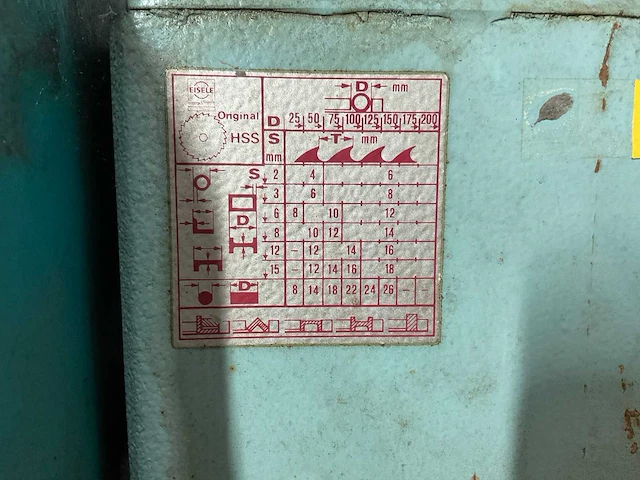 EISELE
Original
HSS
D mm
D 25 50 75 100 125 150 175 200
S mm
T mm
S 2 4 6
3 6 8
D 6 8 10 12
8 10 12 14
12 – 12 14 16
15 – 12 14 16 18
D 8 14 18 22 24 26 – –